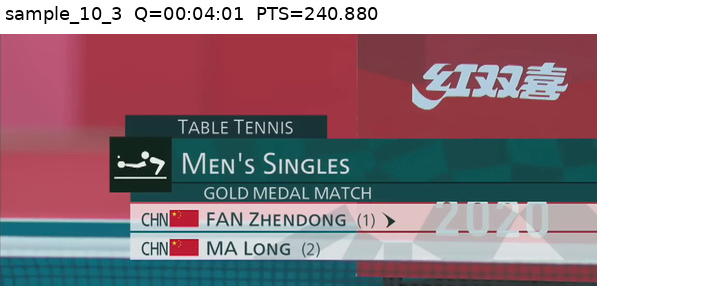 sample_10_3  Q=00:04:01  PTS=240.880
红双喜
TABLE TENNIS
MEN'S SINGLES
GOLD MEDAL MATCH
CHN FAN ZHENDONG (1)
2020
CHN MA LONG (2)